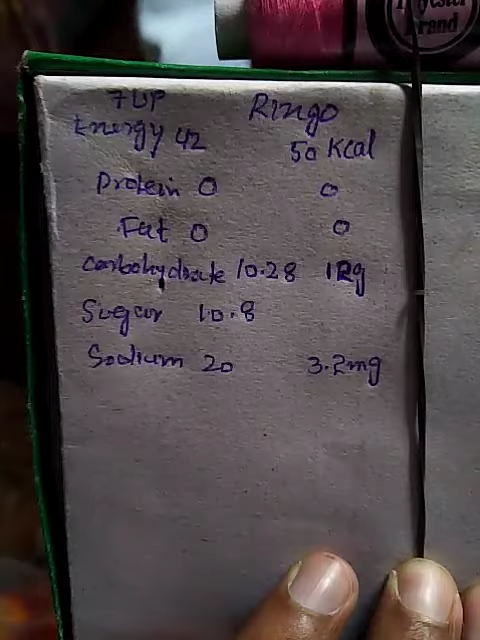 Brand
7UP Ringo
Energy 42 50 Kcal
Protein 0 0
Fat 0 0
Carbohydrate 10.28 12g
Sugar 10.8
Sodium 20 3.2mg